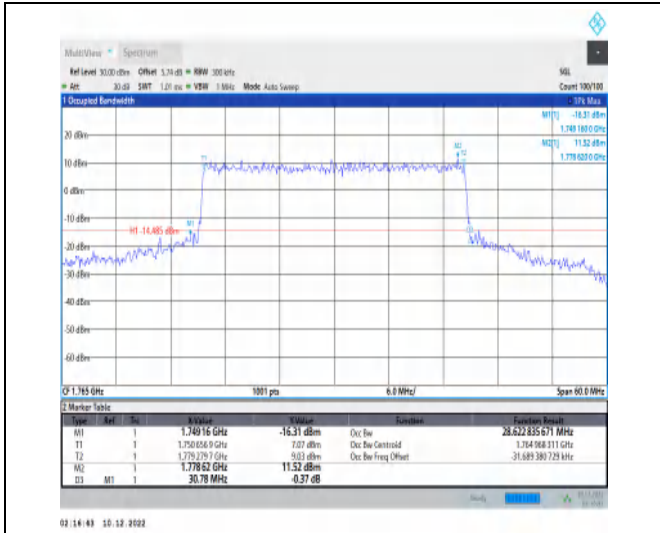 MultiView Spectrum
Ref Level 30.00 dBm Offset 5.74 dB RBW 300 kHz SGL
Att 30 dB SWT 1.01 ms VBW 1 MHz Mode Auto Sweep Count 100/100
1 Occupied Bandwidth 1Pk Max
M1[1] -16.31 dBm
1.749 160 0 GHz
M2[1] 11.52 dBm
1.778 620 0 GHz
20 dBm
10 dBm
0 dBm
-10 dBm
H1 -14.485 dBm
-20 dBm
-30 dBm
-40 dBm
-50 dBm
-60 dBm
M1
M2
CF 1.765 GHz 1001 pts 6.0 MHz/ Span 60.0 MHz
2 Marker Table
Type Ref Trc X-Value Y-Value Function Function Result
M1 1 1.749 16 GHz -16.31 dBm Occ Bw 28.622 835 671 MHz
T1 1 1.750 656 9 GHz 7.07 dBm Occ Bw Centroid 1.764 968 311 GHz
T2 1 1.779 279 7 GHz 9.03 dBm Occ Bw Freq Offset -31.689 380 729 kHz
M2 1 1.778 62 GHz 11.52 dBm
D3 M1 1 30.78 MHz -0.37 dB
Ready
02:16:43 10.12.2022